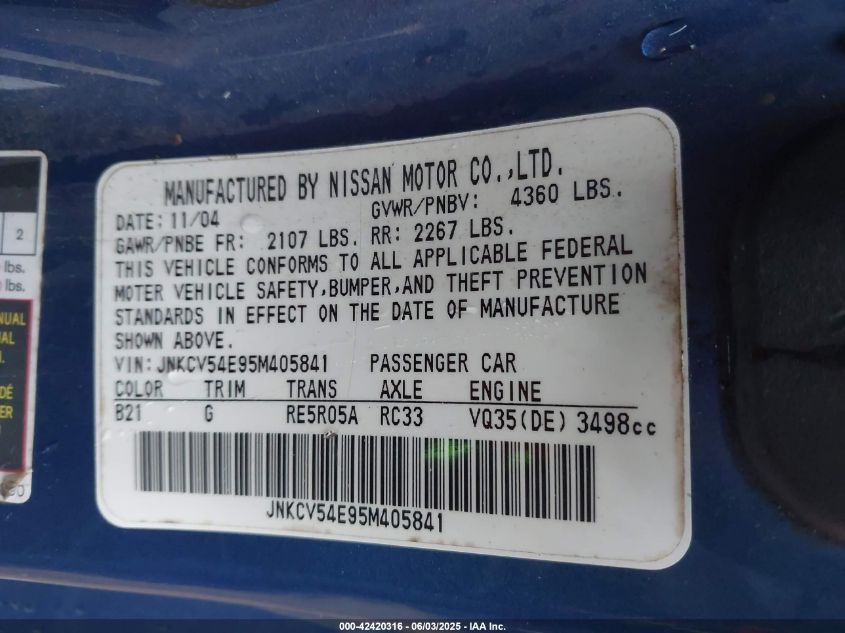 MANUFACTURED BY NISSAN MOTOR CO.,LTD.
DATE: 11/04 GVWR/PNBV: 4360 LBS.
GAWR/PNBE FR: 2107 LBS. RR: 2267 LBS.
THIS VEHICLE CONFORMS TO ALL APPLICABLE FEDERAL
MOTER VEHICLE SAFETY,BUMPER,AND THEFT PREVENTION
STANDARDS IN EFFECT ON THE DATE OF MANUFACTURE
SHOWN ABOVE.
VIN: JNKCV54E95M405841 PASSENGER CAR
COLOR TRIM TRANS AXLE ENGINE
B21 G RE5R05A RC33 VQ35(DE) 3498cc
JNKCV54E95M405841
2
lbs.
lbs.
000-42420316 - 06/03/2025 - IAA Inc.